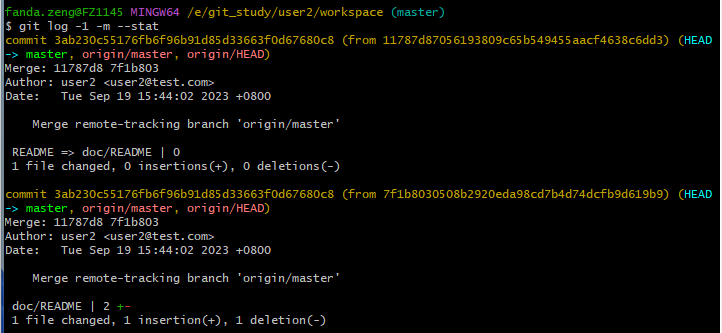 fanda.zeng@FZ1145 MINGW64 /e/git_study/user2/workspace (master)
$ git log -1 -m --stat
commit 3ab230c55176fb6f96b91d85d33663f0d67680c8 (from 11787d87056193809c65b549455aacf4638c6dd3) (HEAD
-> master, origin/master, origin/HEAD)
Merge: 11787d8 7f1b803
Author: user2 <user2@test.com>
Date:   Tue Sep 19 15:44:02 2023 +0800
    Merge remote-tracking branch 'origin/master'
 README => doc/README | 0
 1 file changed, 0 insertions(+), 0 deletions(-)
commit 3ab230c55176fb6f96b91d85d33663f0d67680c8 (from 7f1b8030508b2920eda98cd7b4d74dcfb9d619b9) (HEAD
-> master, origin/master, origin/HEAD)
Merge: 11787d8 7f1b803
Author: user2 <user2@test.com>
Date:   Tue Sep 19 15:44:02 2023 +0800
    Merge remote-tracking branch 'origin/master'
 doc/README | 2 +-
 1 file changed, 1 insertion(+), 1 deletion(-)